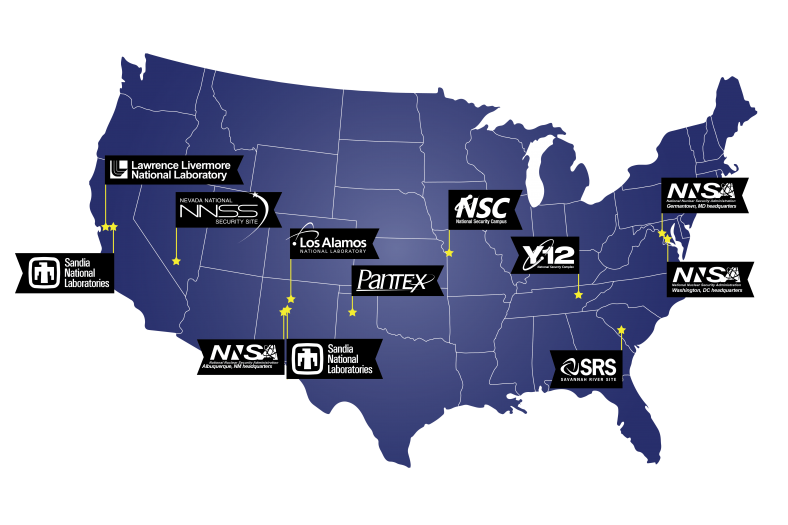 Lawrence Livermore
National Laboratory
NEVADA NATIONAL
NNSS
SECURITY SITE
Sandia
National
Laboratories
Los Alamos
NATIONAL LABORATORY
PANTEX
NNSA
National Nuclear Security Administration
Albuquerque, NM headquarters
Sandia
National
Laboratories
NSC
National Security Campus
Y-12
National Security Complex
SRS
SAVANNAH RIVER SITE
NNSA
National Nuclear Security Administration
Germantown, MD headquarters
NNSA
National Nuclear Security Administration
Washington, DC headquarters